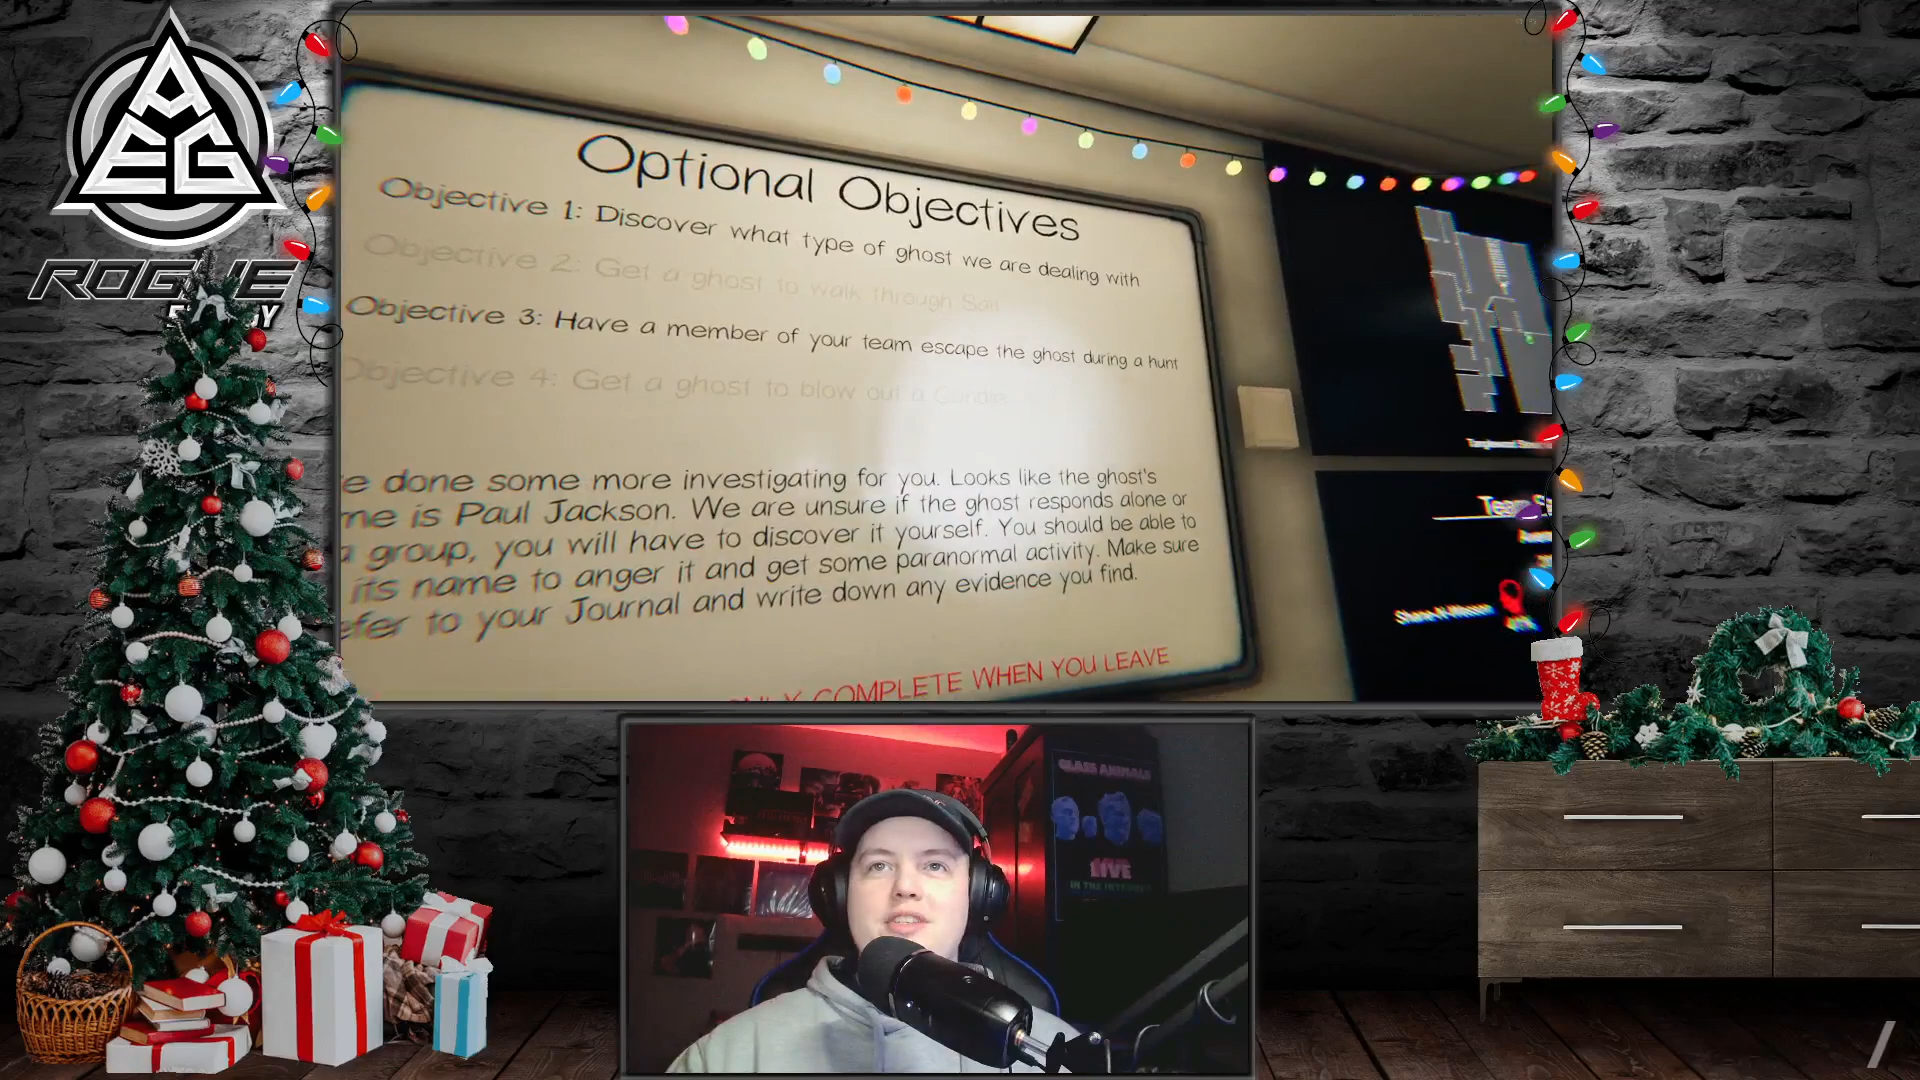 Optional Objectives
Objective 1: Discover what type of ghost we are dealing with
Objective 2: Get a ghost to walk through Salt
Objective 3: Have a member of your team escape the ghost during a hunt
Objective 4: Get a ghost to blow out a Candle
done some more investigating for you. Looks like the ghost's
is Paul Jackson. We are unsure if the ghost responds alone or
a group, you will have to discover it yourself. You should be able to
its name to anger it and get some paranormal activity. Make sure
to your Journal and write down any evidence you find.
COMPLETE WHEN YOU LEAVE
Team
AEG
ROGUE
GLASS ANIMALS
LIVE
IN THE INTERNET